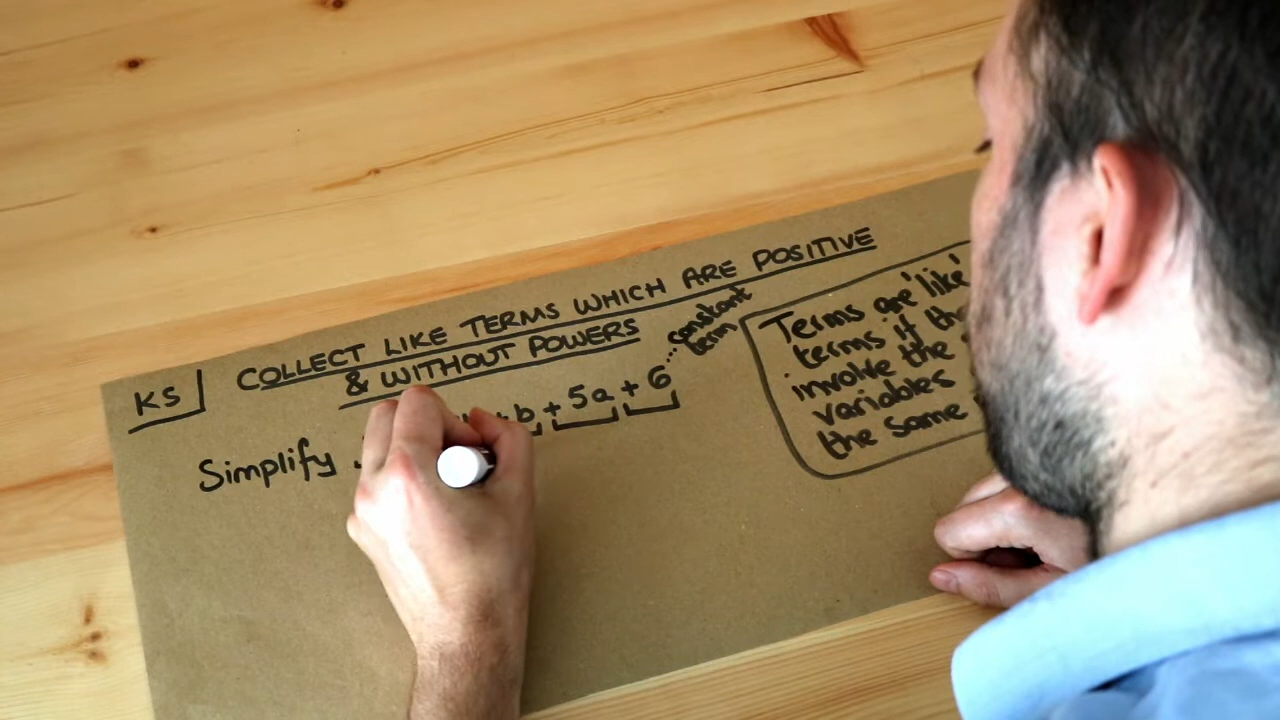 KS
COLLECT LIKE TERMS WHICH ARE POSITIVE
& WITHOUT POWERS
constant
term
Simplify +b + 5a + 6
Terms are 'like'
terms if
involve the
variables
the same